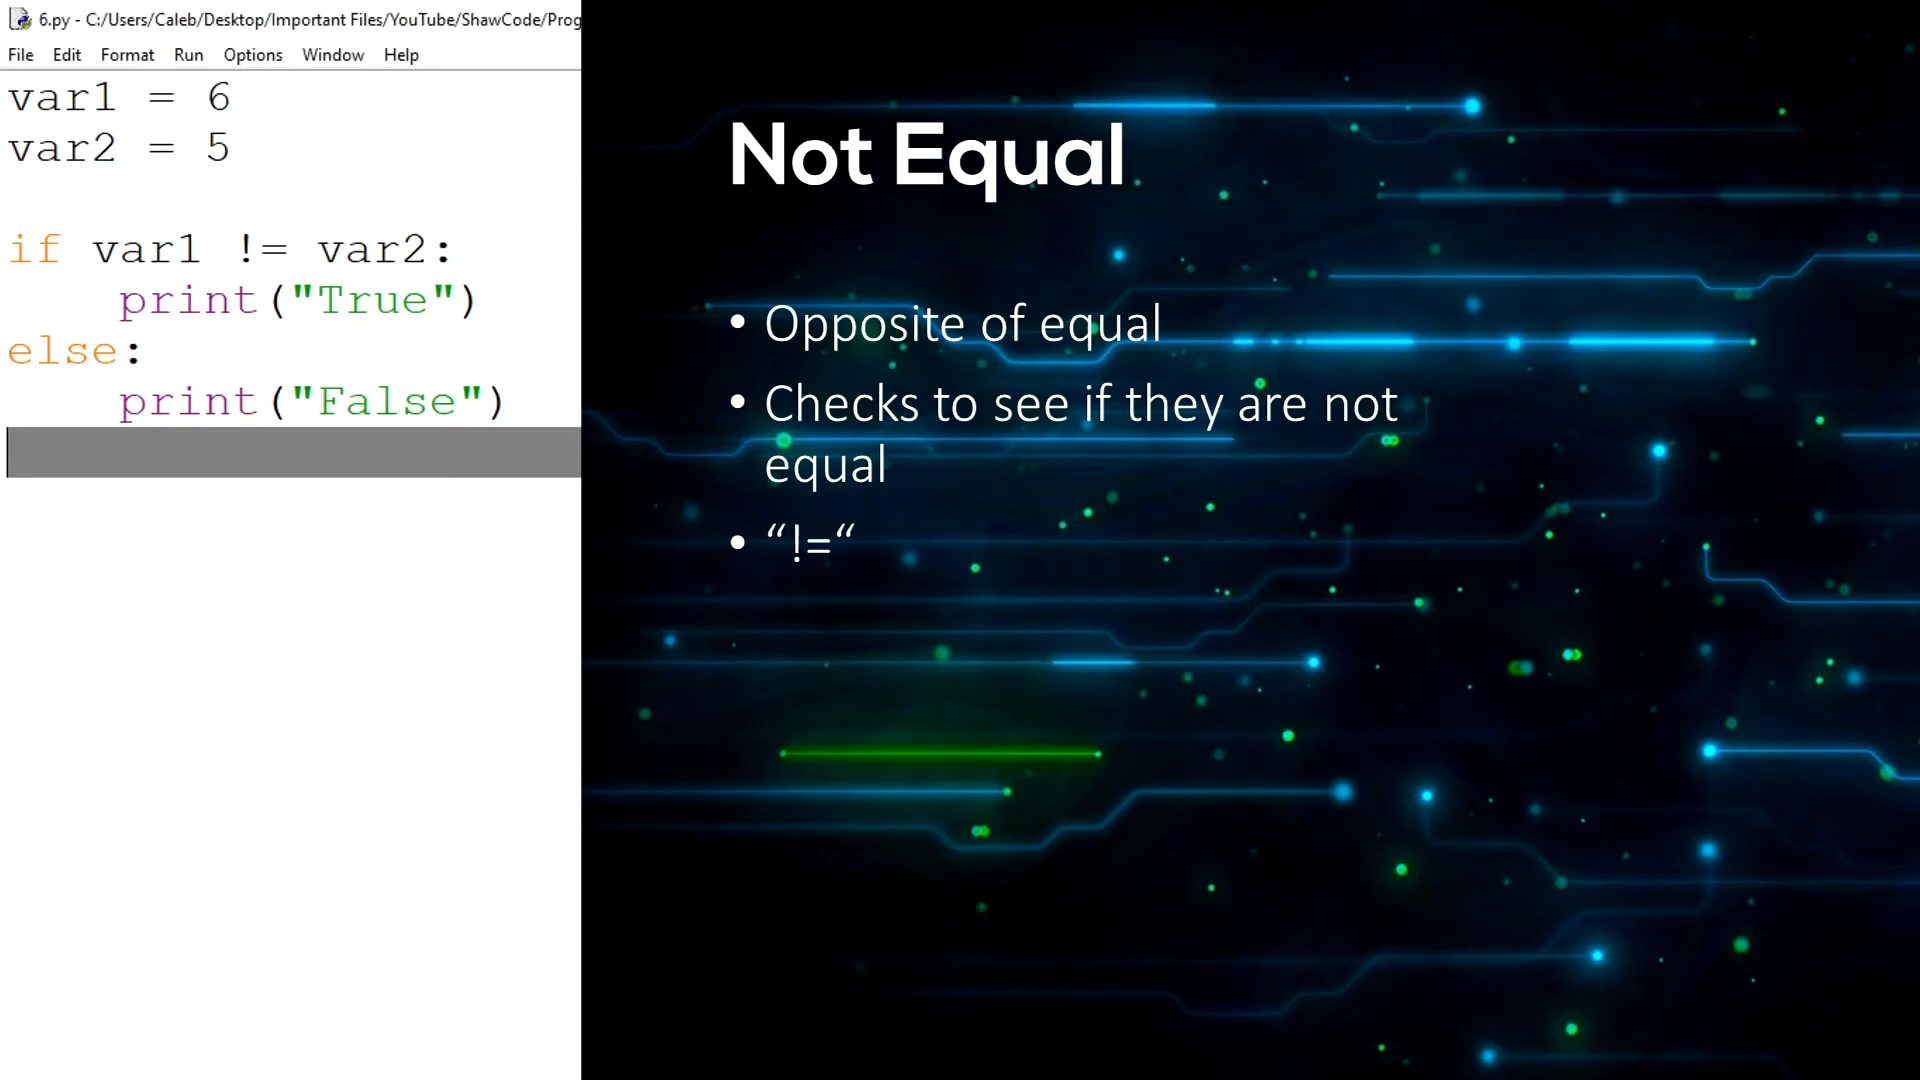 6.py - C:/Users/Caleb/Desktop/Important Files/YouTube/ShawCode/Prog
File Edit Format Run Options Window Help
var1 = 6
var2 = 5
if var1 != var2:
    print("True")
else:
    print("False")
Not Equal
• Opposite of equal
• Checks to see if they are not
equal
• “!=“